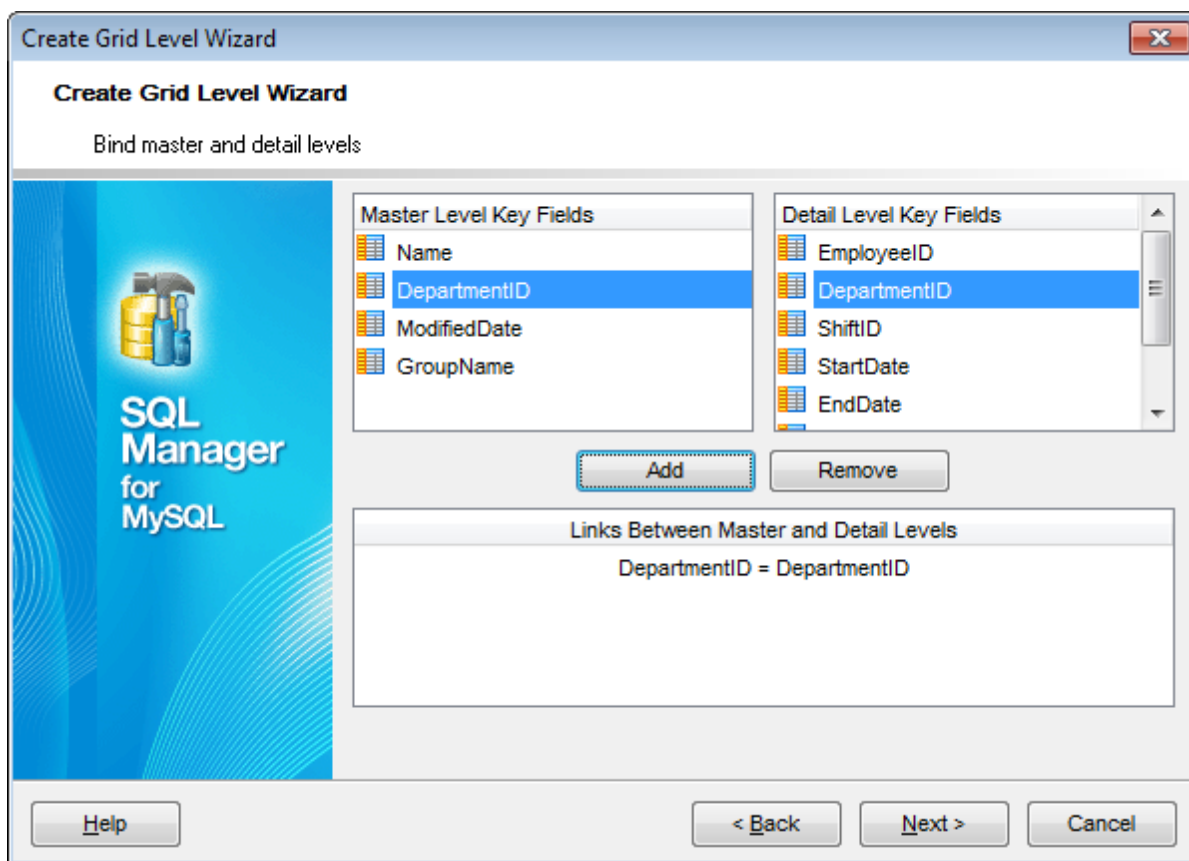 Create Grid Level Wizard
Create Grid Level Wizard
Bind master and detail levels
SQL
Manager
for
MySQL
Master Level Key Fields
Name
DepartmentID
ModifiedDate
GroupName
Detail Level Key Fields
EmployeeID
DepartmentID
ShiftID
StartDate
EndDate
Add
Remove
Links Between Master and Detail Levels
DepartmentID = DepartmentID
Help
< Back
Next >
Cancel